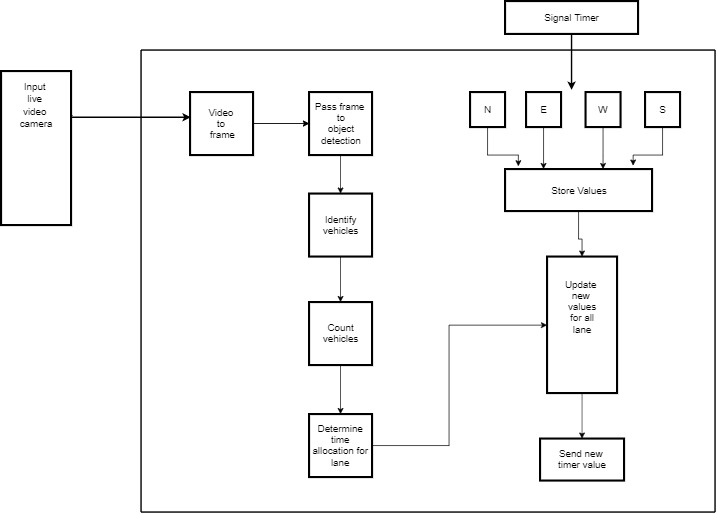 Signal Timer
Input
live
video
camera
Video
to
frame
Pass frame
to
object
detection
N
E
W
S
Store Values
Identify
vehicles
Update
new
values
for all
lane
Count
vehicles
Determine
time
allocation for
lane
Send new
timer value